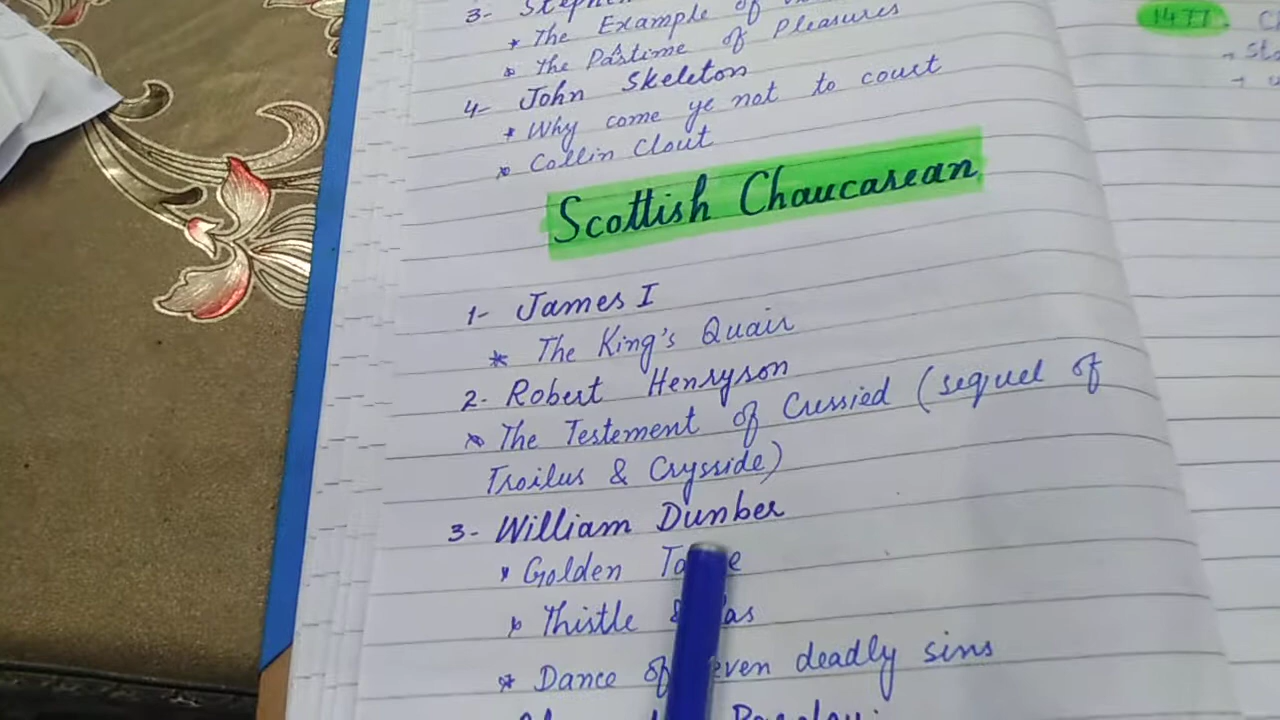 3- Stephen
* The Example of
* The Pastime of Pleasures
4- John Skeleton
* Why come ye not to court
* Collin Clout
Scottish Chaucarean
1- James I
* The King's Quair
2. Robert Henryson
* The Testement of Cressied (sequel of
Troilus & Crysside)
3- William Dunber
* Golden
* Thistle &
* Dance of even deadly sins
14TT.